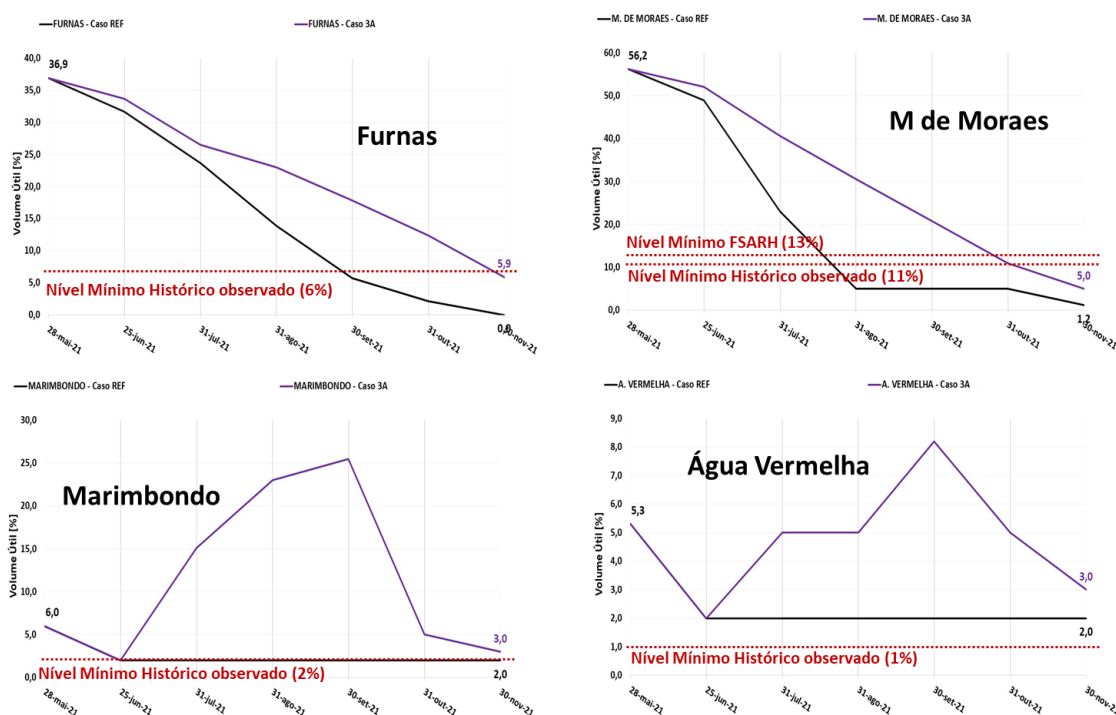 FURNAS - Caso REF
FURNAS - Caso 3A
40,0
35,0
30,0
25,0
20,0
15,0
10,0
5,0
0,0
Volume Útil [%]
36,9
Furnas
5,9
Nível Mínimo Histórico observado (6%)
0,0
28-mai-21
25-jun-21
31-jul-21
31-ago-21
30-set-21
31-out-21
30-nov-21
M. DE MORAES - Caso REF
M. DE MORAES - Caso 3A
60,0
50,0
40,0
30,0
20,0
10,0
0,0
Volume Útil [%]
56,2
M de Moraes
Nível Mínimo FSARH (13%)
Nível Mínimo Histórico observado (11%)
5,0
1,2
28-mai-21
25-jun-21
31-jul-21
31-ago-21
30-set-21
31-out-21
30-nov-21
MARIMBONDO - Caso REF
MARIMBONDO - Caso 3A
30,0
25,0
20,0
15,0
10,0
5,0
0,0
Volume Útil [%]
Marimbondo
6,0
3,0
Nível Mínimo Histórico observado (2%)
2,0
28-mai-21
25-jun-21
31-jul-21
31-ago-21
30-set-21
31-out-21
30-nov-21
A. VERMELHA - Caso REF
A. VERMELHA - Caso 3A
9,0
8,0
7,0
6,0
5,0
4,0
3,0
2,0
1,0
0,0
Volume Útil [%]
Água Vermelha
5,3
3,0
2,0
Nível Mínimo Histórico observado (1%)
28-mai-21
25-jun-21
31-jul-21
31-ago-21
30-set-21
31-out-21
30-nov-21